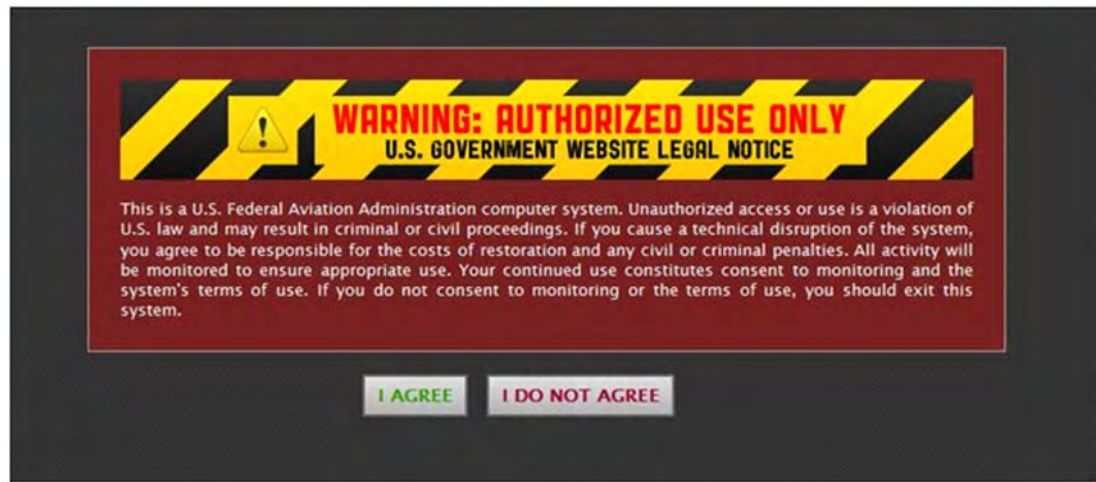 WARNING: AUTHORIZED USE ONLY
U.S. GOVERNMENT WEBSITE LEGAL NOTICE
This is a U.S. Federal Aviation Administration computer system. Unauthorized access or use is a violation of
U.S. law and may result in criminal or civil proceedings. If you cause a technical disruption of the system,
you agree to be responsible for the costs of restoration and any civil or criminal penalties. All activity will
be monitored to ensure appropriate use. Your continued use constitutes consent to monitoring and the
system's terms of use. If you do not consent to monitoring or the terms of use, you should exit this
system.
I AGREE I DO NOT AGREE